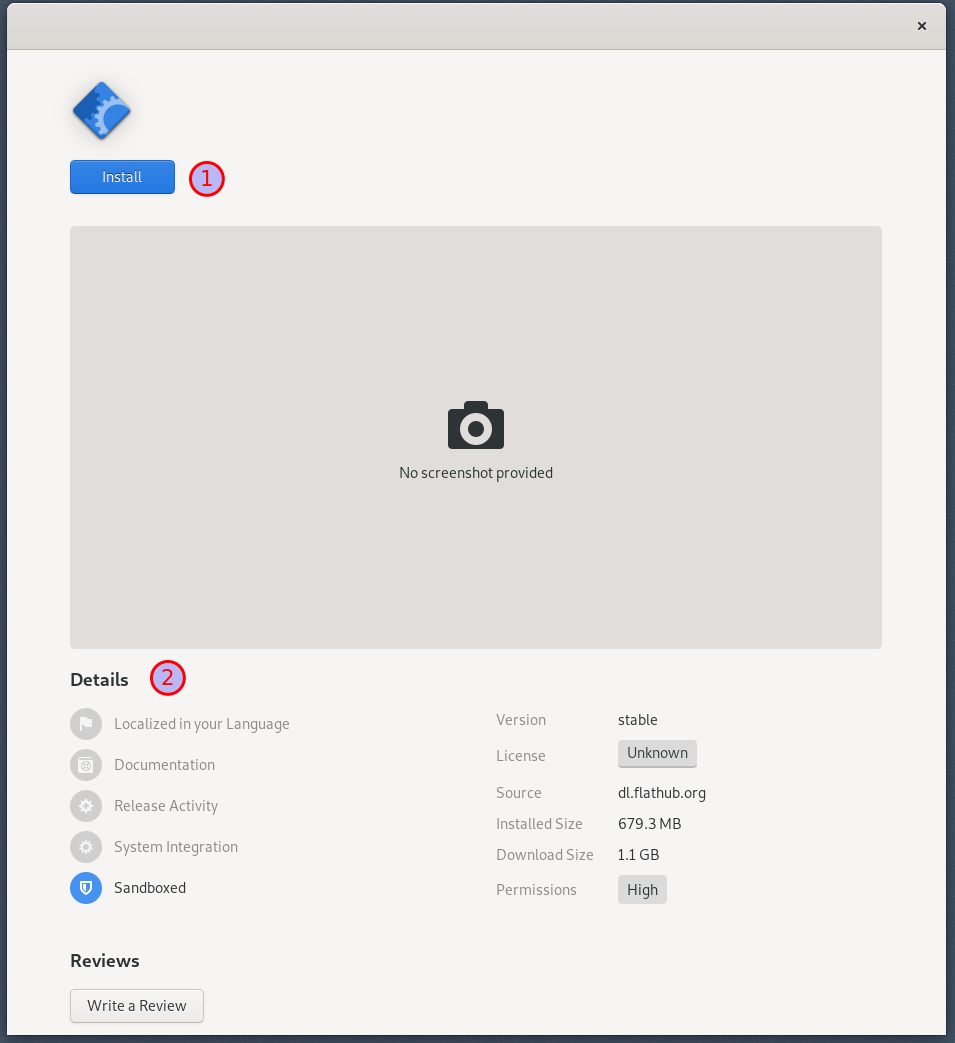 Install
1
No screenshot provided
Details
2
Localized in your Language
Documentation
Release Activity
System Integration
Sandboxed
Version stable
License Unknown
Source dl.flathub.org
Installed Size 679.3 MB
Download Size 1.1 GB
Permissions High
Reviews
Write a Review